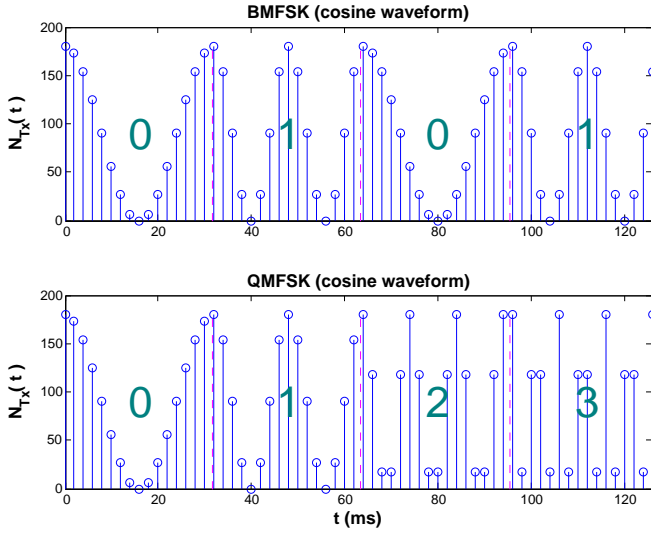 BMFSK (cosine waveform)
200
150
100
50
0
N_Tx(t)
0 1 0 1
0 20 40 60 80 100 120
QMFSK (cosine waveform)
200
150
100
50
0
N_Tx(t)
0 1 2 3
0 20 40 60 80 100 120
t (ms)